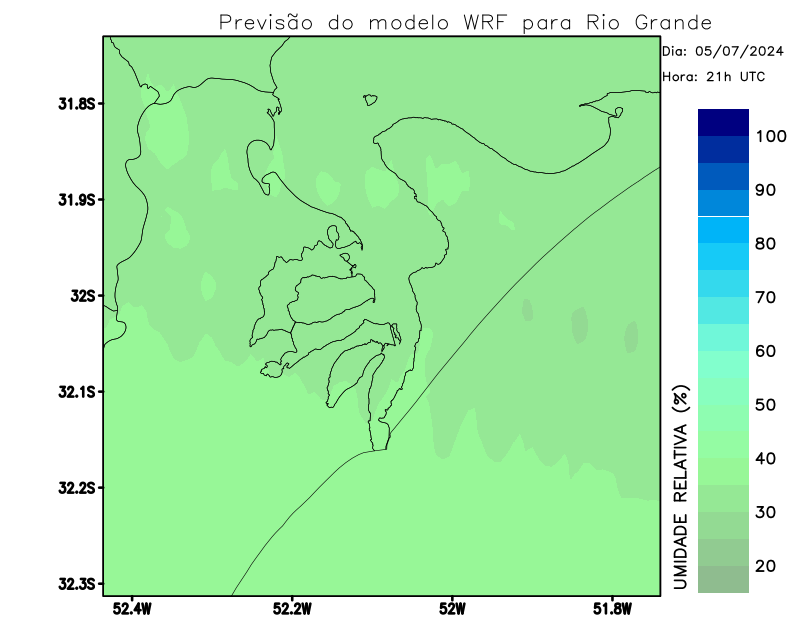 Previsão do modelo WRF para Rio Grande
Dia: 05/07/2024
Hora: 21h UTC
31.8S
31.9S
32S
32.1S
32.2S
32.3S
52.4W
52.2W
52W
51.8W
100
90
80
70
60
50
40
30
20
UMIDADE RELATIVA (%)